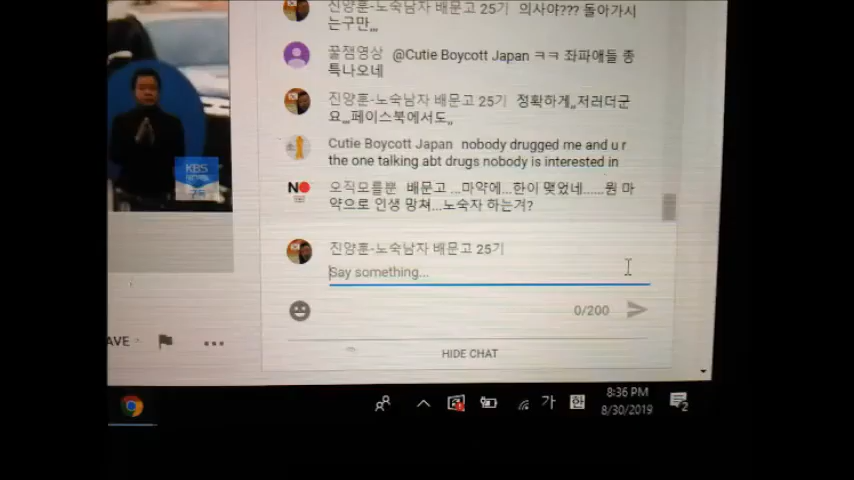 진양훈-노숙남자 배문고 25기 의사야??? 돌아가시
는구만,,,
꿀잼영상 @Cutie Boycott Japan ㅋㅋ 좌파애들 종
특나오네
진양훈-노숙남자 배문고 25기 정확하게,,저러더군
요,,,페이스북에서도,,
Cutie Boycott Japan nobody drugged me and u r
the one talking abt drugs nobody is interested in
오직모를뿐 배문고 ...마약에...한이 맺었네......뭔 마
약으로 인생 망쳐...노숙자 하는겨?
진양훈-노숙남자 배문고 25기
Say something...
0/200
HIDE CHAT
KBS
구독
NO
AVE
가
한
8:36 PM
8/30/2019
2